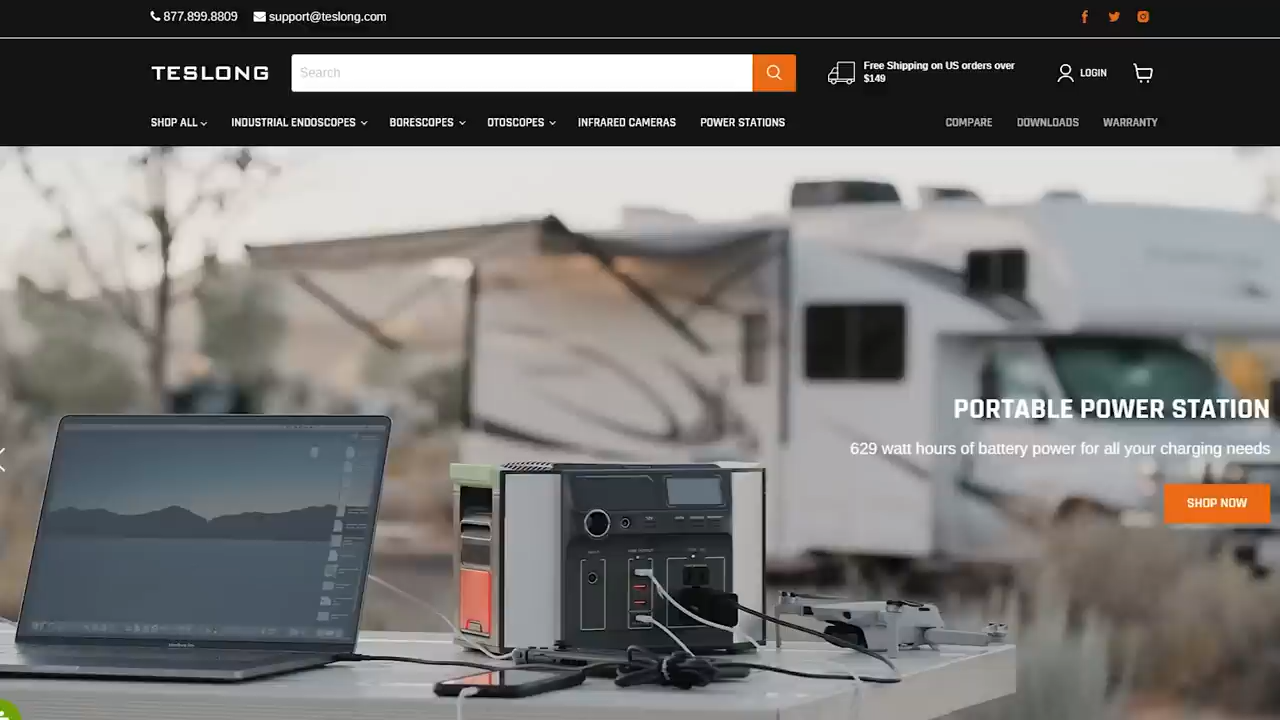 877.899.8809 support@teslong.com
TESLONG
Search
Free Shipping on US orders over
$149
LOGIN
SHOP ALL INDUSTRIAL ENDOSCOPES BORESCOPES OTOSCOPES INFRARED CAMERAS POWER STATIONS COMPARE DOWNLOADS WARRANTY
PORTABLE POWER STATION
629 watt hours of battery power for all your charging needs
SHOP NOW